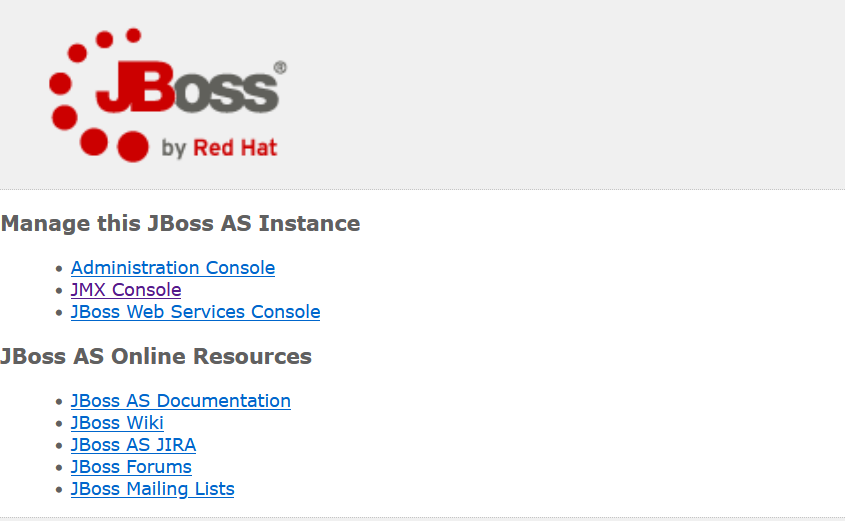 JBoss®
by Red Hat
Manage this JBoss AS Instance
Administration Console
JMX Console
JBoss Web Services Console
JBoss AS Online Resources
JBoss AS Documentation
JBoss Wiki
JBoss AS JIRA
JBoss Forums
JBoss Mailing Lists